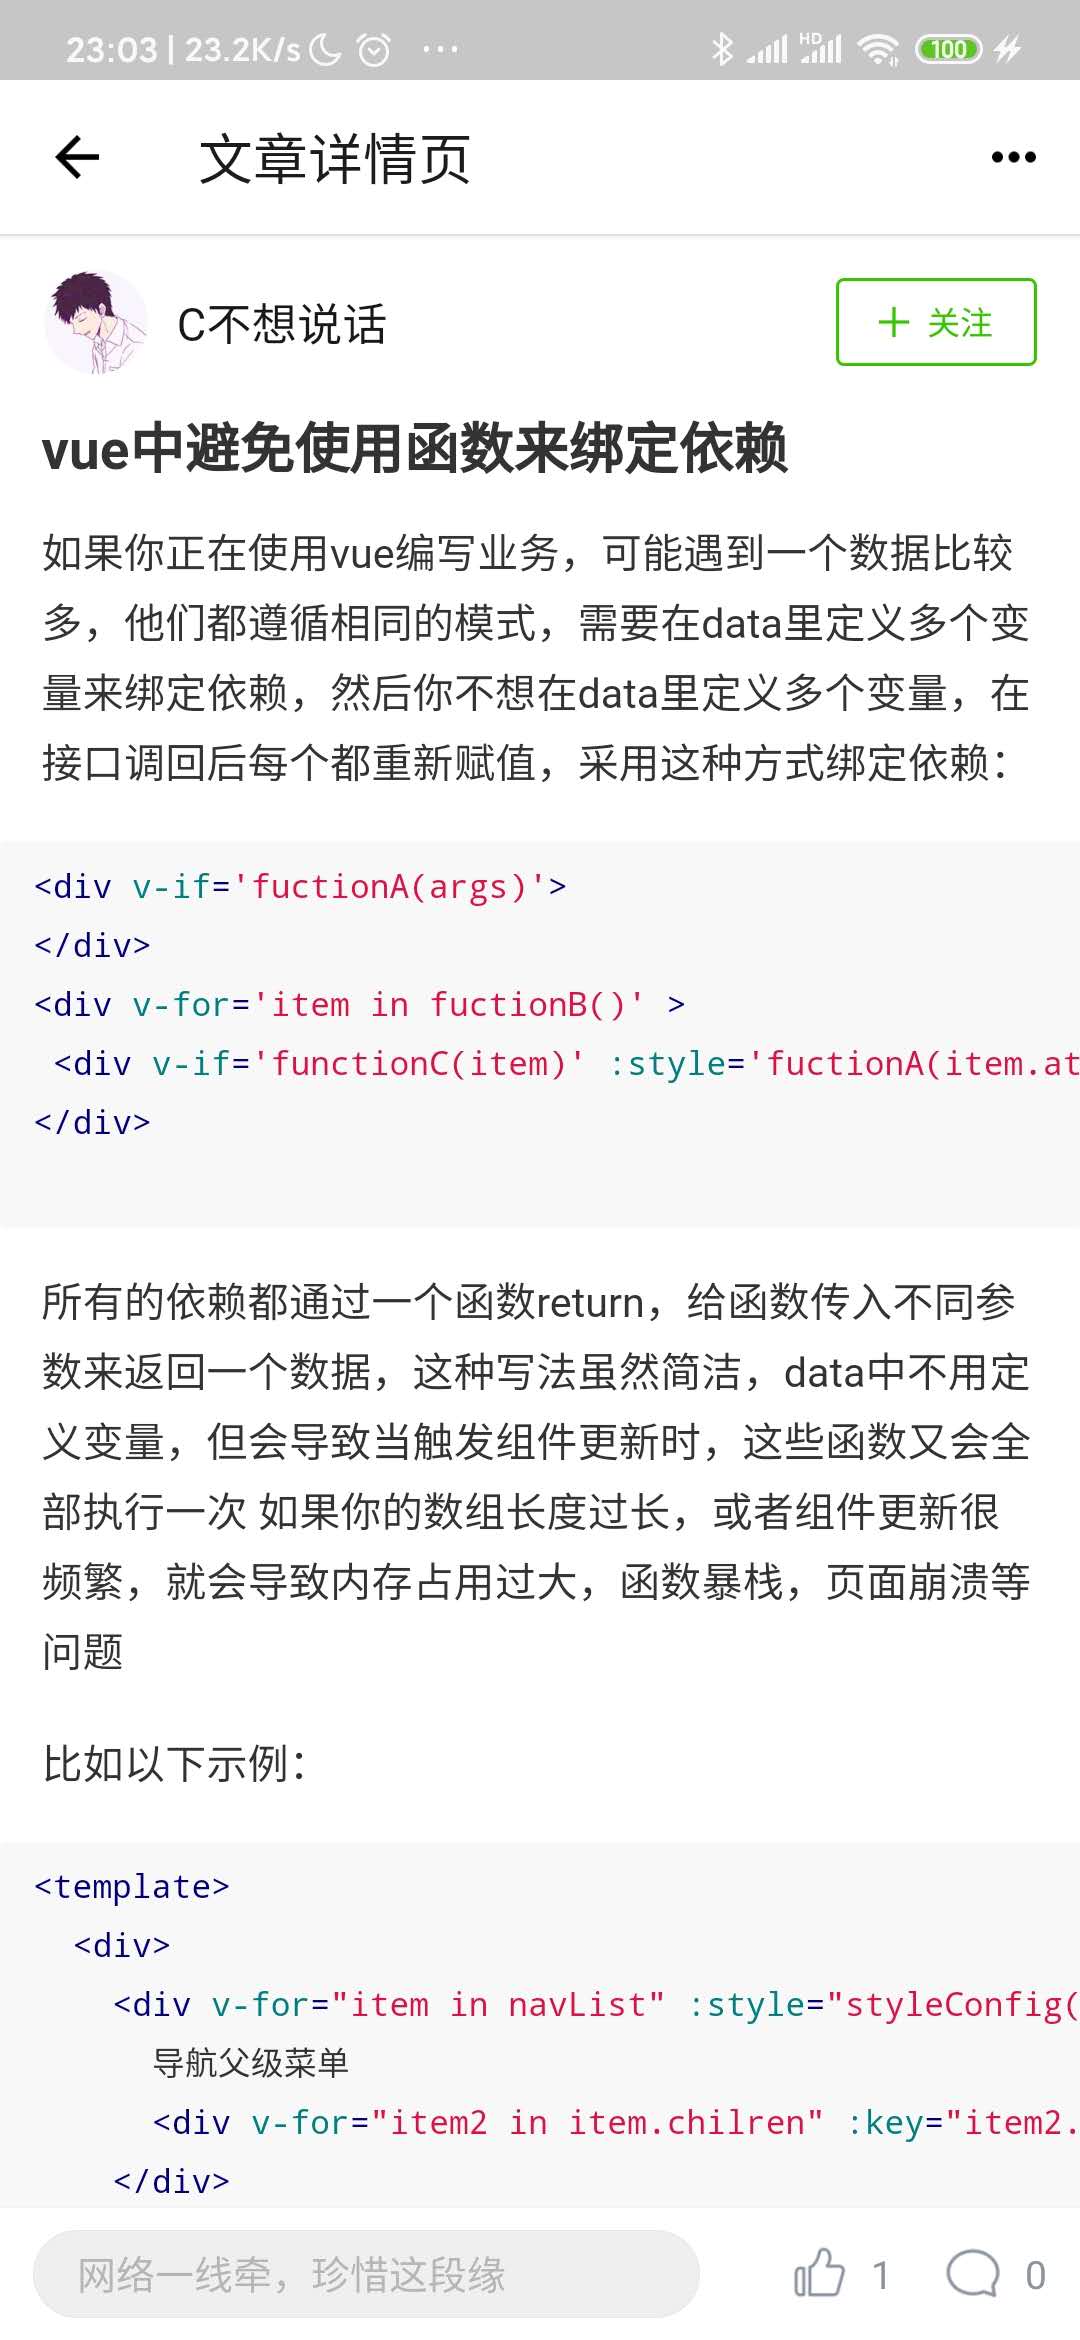 23:03 | 23.2K/s ...
HD 100
文章详情页
C不想说话
+ 关注
vue中避免使用函数来绑定依赖
如果你正在使用vue编写业务，可能遇到一个数据比较
多，他们都遵循相同的模式，需要在data里定义多个变
量来绑定依赖，然后你不想在data里定义多个变量，在
接口调回后每个都重新赋值，采用这种方式绑定依赖：
<div v-if='fuctionA(args)'>
</div>
<div v-for='item in fuctionB()' >
<div v-if='functionC(item)' :style='fuctionA(item.at
</div>
所有的依赖都通过一个函数return，给函数传入不同参
数来返回一个数据，这种写法虽然简洁，data中不用定
义变量，但会导致当触发组件更新时，这些函数又会全
部执行一次 如果你的数组长度过长，或者组件更新很
频繁，就会导致内存占用过大，函数暴栈，页面崩溃等
问题
比如以下示例：
<template>
<div>
<div v-for="item in navList" :style="styleConfig(
导航父级菜单
<div v-for="item2 in item.chilren" :key="item2.
</div>
网络一线牵，珍惜这段缘
1
0